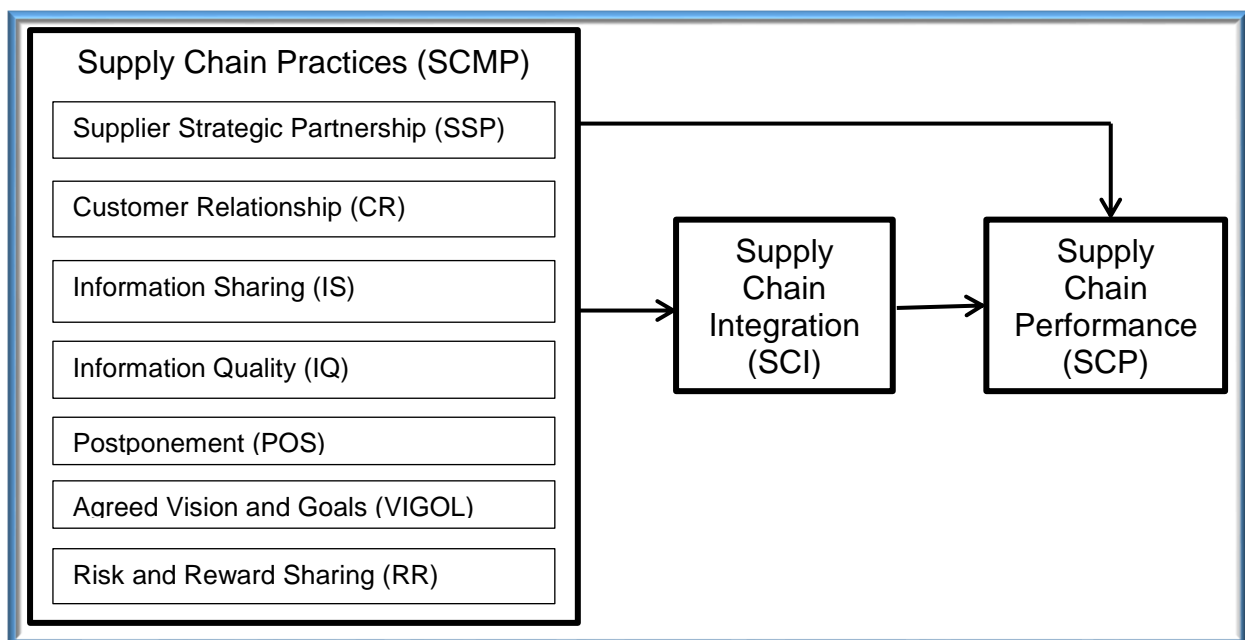 Supply Chain Practices (SCMP)
Supplier Strategic Partnership (SSP)
Customer Relationship (CR)
Information Sharing (IS)
Information Quality (IQ)
Postponement (POS)
Agreed Vision and Goals (VIGOL)
Risk and Reward Sharing (RR)
Supply
Chain
Integration
(SCI)
Supply
Chain
Performance
(SCP)